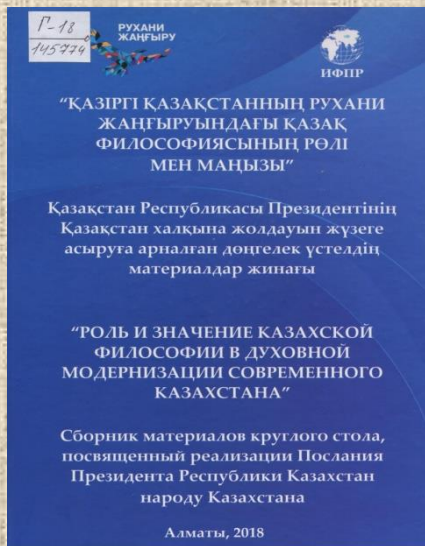 Г-18
145774
РУХАНИ
ЖАҢҒЫРУ
ИФПР
“ҚАЗІРГІ ҚАЗАҚСТАННЫҢ РУХАНИ
ЖАҢҒЫРУЫНДАҒЫ ҚАЗАҚ
ФИЛОСОФИЯСЫНЫҢ РӨЛІ
МЕН МАҢЫЗЫ”
Қазақстан Республикасы Президентінің
Қазақстан халқына жолдауын жүзеге
асыруға арналған дөңгелек үстелдің
материалдар жинағы
“РОЛЬ И ЗНАЧЕНИЕ КАЗАХСКОЙ
ФИЛОСОФИИ В ДУХОВНОЙ
МОДЕРНИЗАЦИИ СОВРЕМЕННОГО
КАЗАХСТАНА”
Сборник материалов круглого стола,
посвященный реализации Послания
Президента Республики Казахстан
народу Казахстана
Алматы, 2018